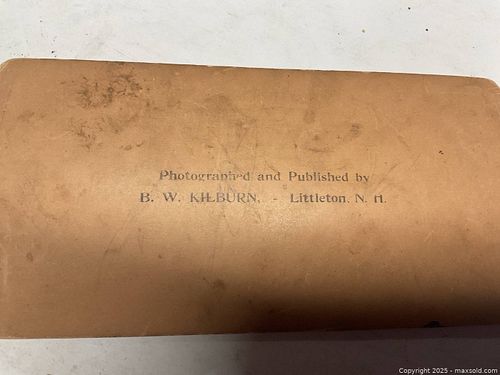 Photographed and Published by
B. W. KILBURN, - Littleton, N. H.
Copyright 2025 - maxsold.com